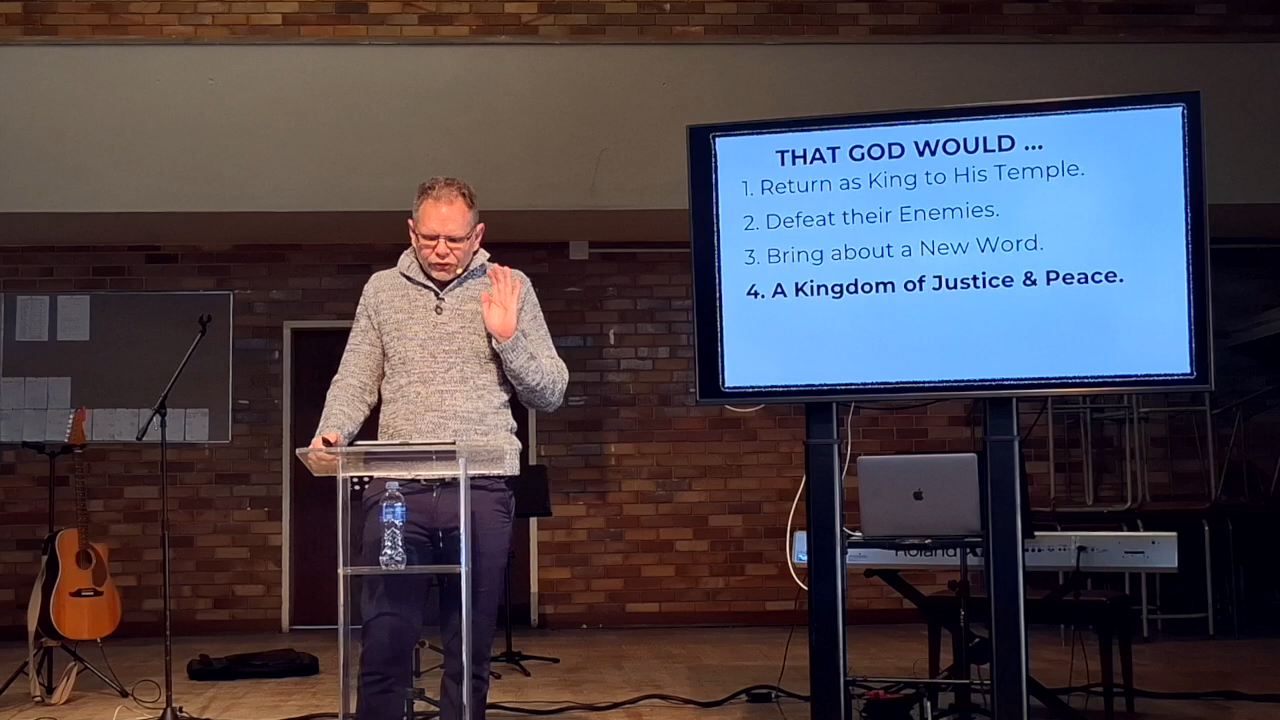 THAT GOD WOULD ...
1. Return as King to His Temple.
2. Defeat their Enemies.
3. Bring about a New Word.
4. A Kingdom of Justice & Peace.
Roland